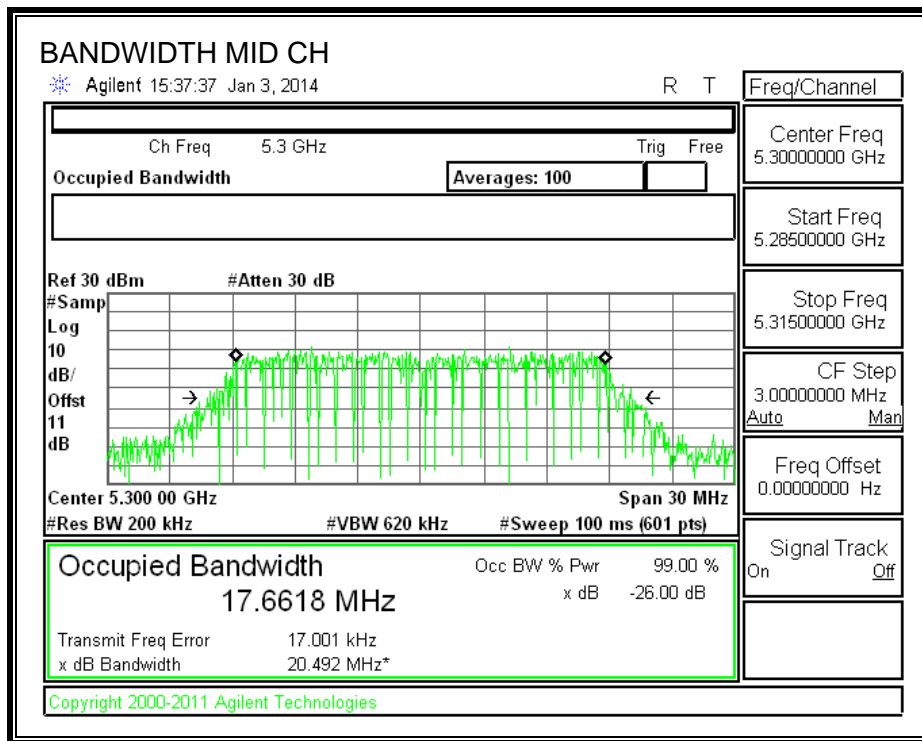 BANDWIDTH MID CH
Agilent 15:37:37 Jan 3, 2014 R T
Freq/Channel
Ch Freq 5.3 GHz Trig Free
Occupied Bandwidth Averages: 100
Center Freq
5.30000000 GHz
Start Freq
5.28500000 GHz
Stop Freq
5.31500000 GHz
CF Step
3.00000000 MHz
Auto Man
Freq Offset
0.00000000 Hz
Signal Track
On Off
Ref 30 dBm #Atten 30 dB
#Samp
Log
10
dB/
Offst
11
dB
Center 5.300 00 GHz Span 30 MHz
#Res BW 200 kHz #VBW 620 kHz #Sweep 100 ms (601 pts)
Occupied Bandwidth Occ BW % Pwr 99.00 %
17.6618 MHz x dB -26.00 dB
Transmit Freq Error 17.001 kHz
x dB Bandwidth 20.492 MHz*
Copyright 2000-2011 Agilent Technologies